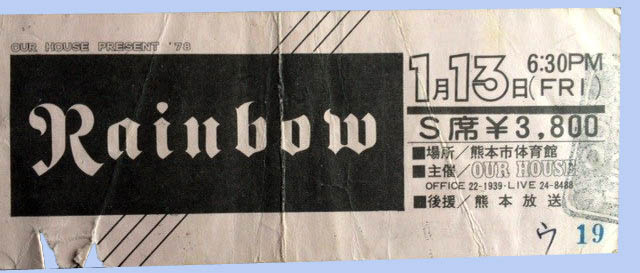 OUR HOUSE PRESENT '78
Rainbow
1月13日(FRI) 6:30PM
S席¥3,800
■場所/熊本市体育館
■主催/OUR HOUSE
OFFICE 22-1939・LIVE 24-8488
■後援/熊本放送
ウ 19